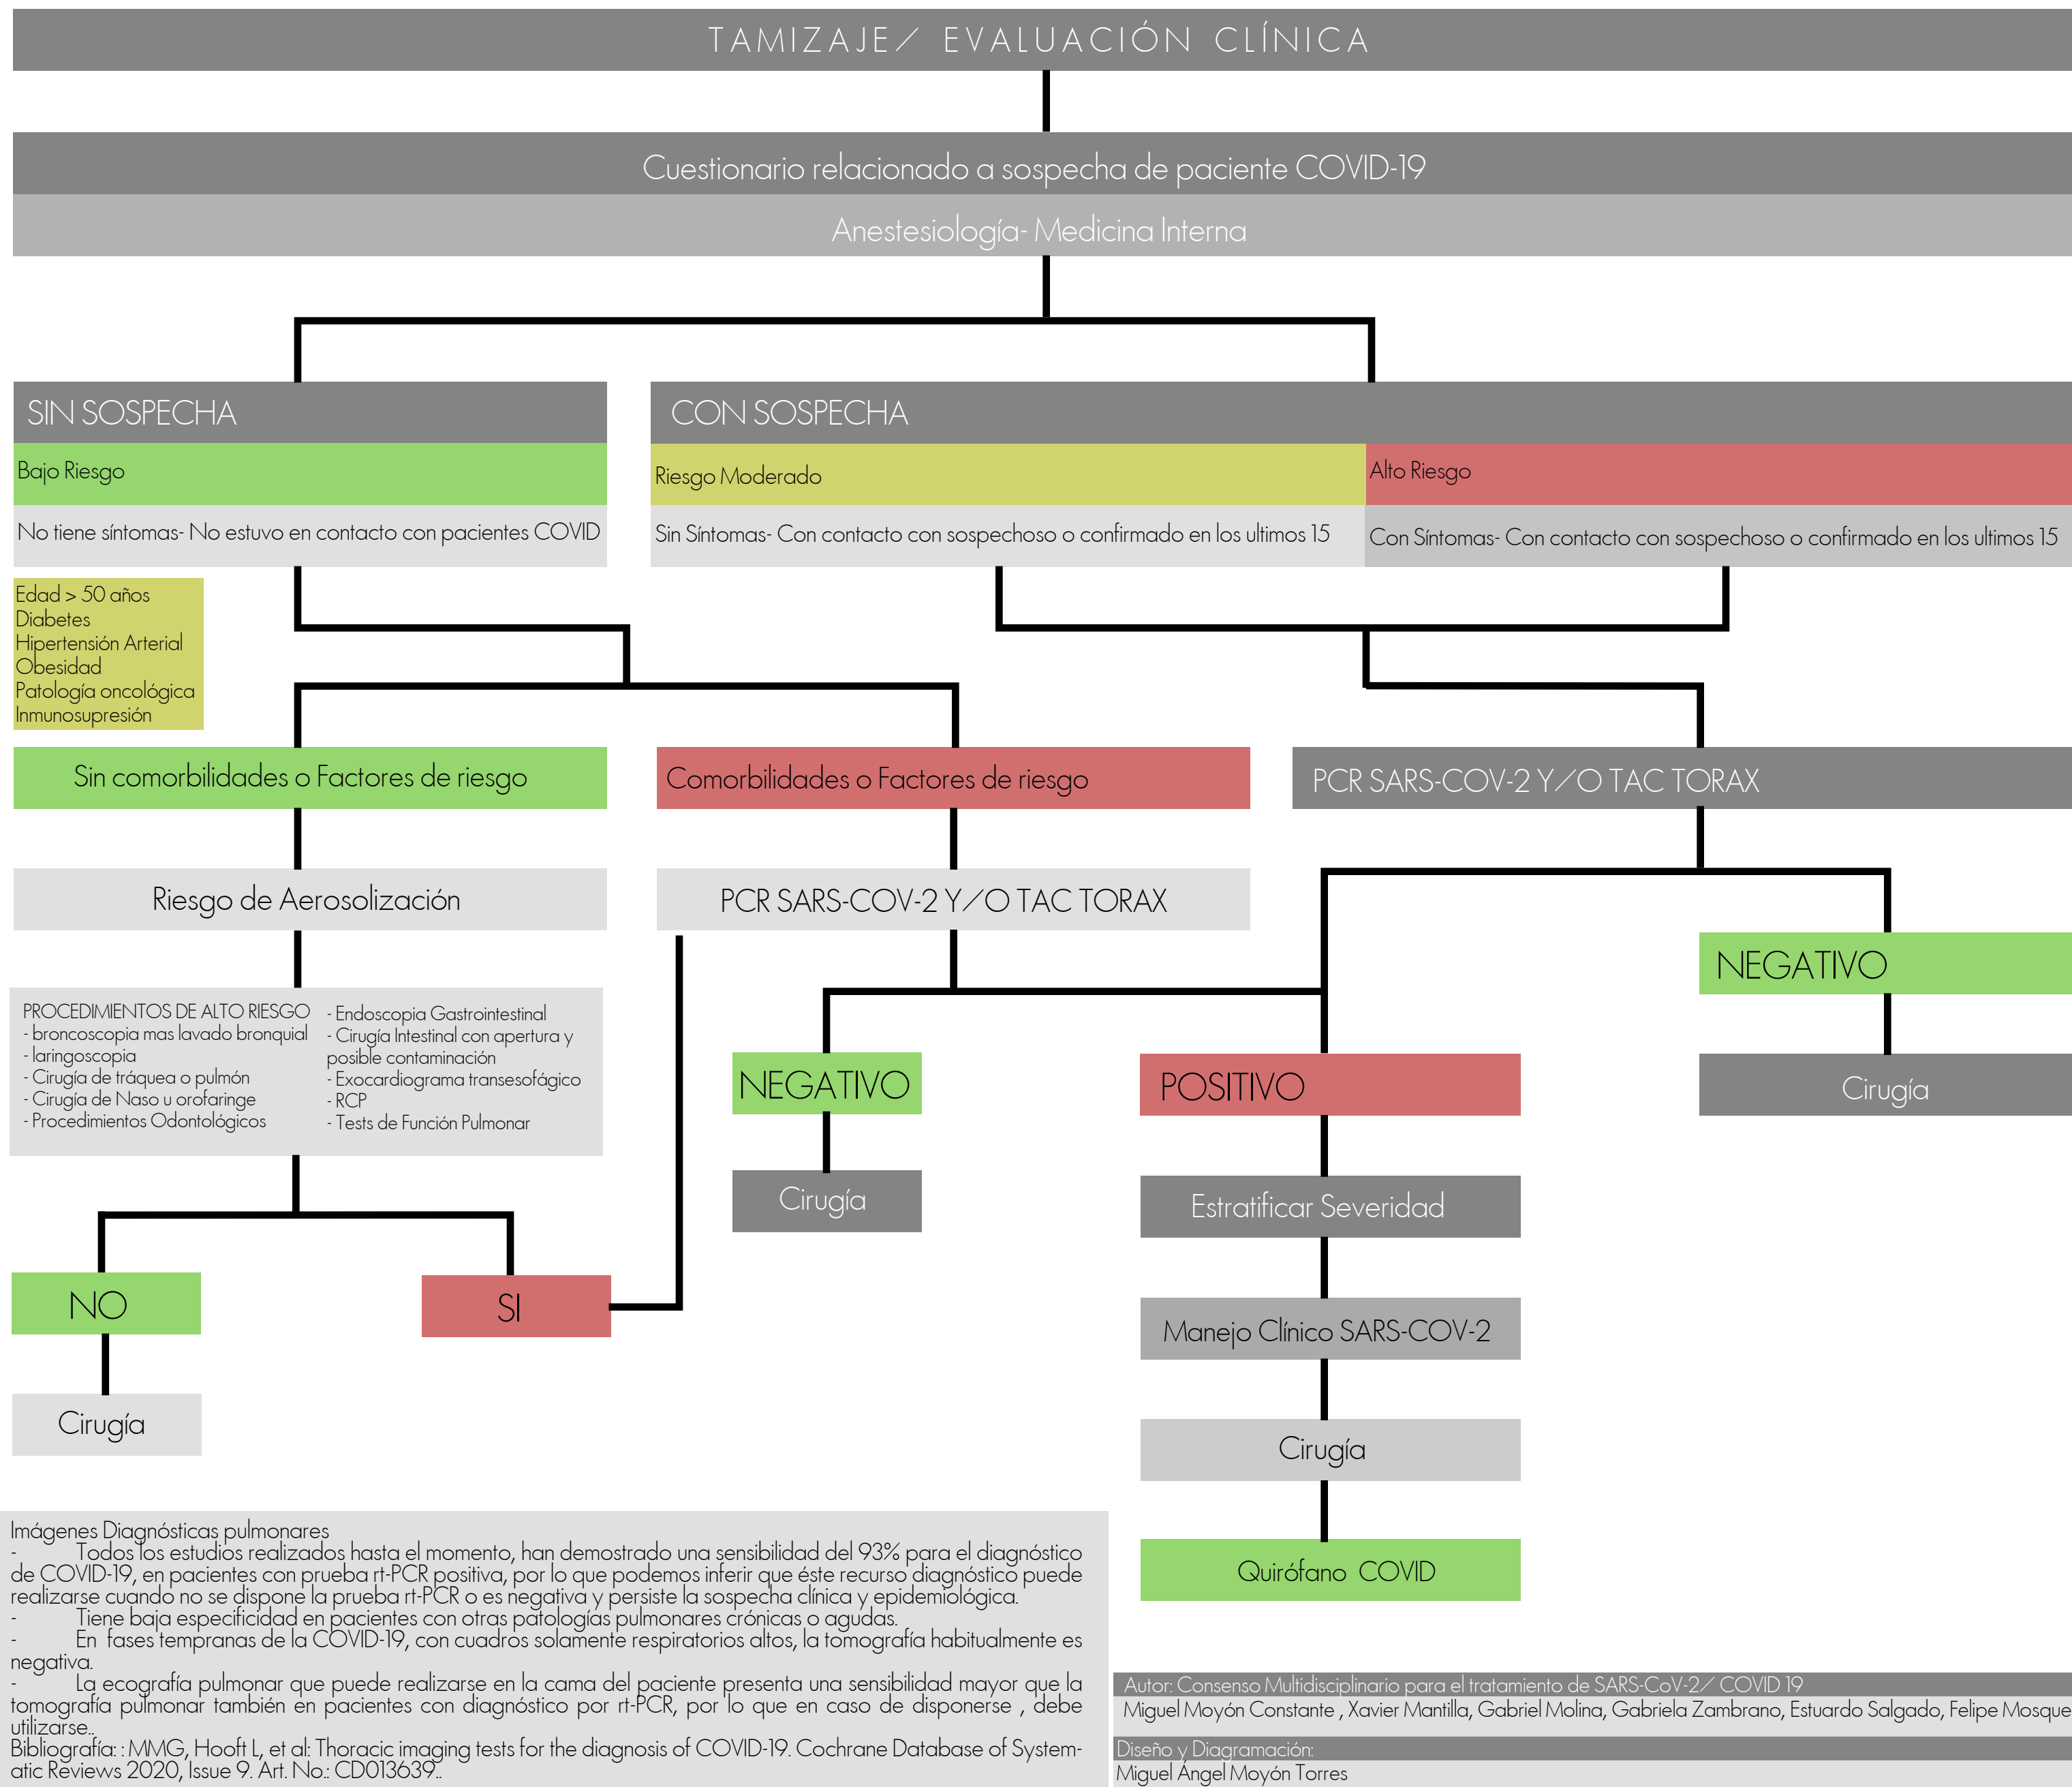 TAMIZAJE/ EVALUACIÓN CLÍNICA
Cuestionario relacionado a sospecha de paciente COVID-19
Anestesiología- Medicina Interna
SIN SOSPECHA
Bajo Riesgo
No tiene síntomas- No estuvo en contacto con pacientes COVID
CON SOSPECHA
Riesgo Moderado
Sin Síntomas- Con contacto con sospechoso o confirmado en los ultimos 15
Alto Riesgo
Con Síntomas- Con contacto con sospechoso o confirmado en los ultimos 15
Edad > 50 años
Diabetes
Hipertensión Arterial
Obesidad
Patología oncológica
Inmunosupresión
Sin comorbilidades o Factores de riesgo
Comorbilidades o Factores de riesgo
PCR SARS-COV-2 Y/O TAC TORAX
Riesgo de Aerosolización
PCR SARS-COV-2 Y/O TAC TORAX
NEGATIVO
Cirugía
PROCEDIMIENTOS DE ALTO RIESGO
- broncoscopia mas lavado bronquial
- laringoscopia
- Cirugía de tráquea o pulmón
- Cirugía de Naso u orofaringe
- Procedimientos Odontológicos
- Endoscopia Gastrointestinal
- Cirugía Intestinal con apertura y
posible contaminación
- Exocardiograma transesofágico
- RCP
- Tests de Función Pulmonar
NEGATIVO
Cirugía
POSITIVO
Estratificar Severidad
Manejo Clínico SARS-COV-2
Cirugía
Quirófano COVID
NO
SI
Cirugía
Imágenes Diagnósticas pulmonares
- Todos los estudios realizados hasta el momento, han demostrado una sensibilidad del 93% para el diagnóstico
de COVID-19, en pacientes con prueba rt-PCR positiva, por lo que podemos inferir que éste recurso diagnóstico puede
realizarse cuando no se dispone la prueba rt-PCR o es negativa y persiste la sospecha clínica y epidemiológica.
- Tiene baja especificidad en pacientes con otras patologías pulmonares crónicas o agudas.
- En fases tempranas de la COVID-19, con cuadros solamente respiratorios altos, la tomografía habitualmente es
negativa.
- La ecografía pulmonar que puede realizarse en la cama del paciente presenta una sensibilidad mayor que la
tomografía pulmonar también en pacientes con diagnóstico por rt-PCR, por lo que en caso de disponerse , debe
utilizarse..
Bibliografía: : MMG, Hooft L, et al: Thoracic imaging tests for the diagnosis of COVID-19. Cochrane Database of System-
atic Reviews 2020, Issue 9. Art. No.: CD013639..
Autor: Consenso Multidisciplinario para el tratamiento de SARS-CoV-2/ COVID 19
Miguel Moyón Constante , Xavier Mantilla, Gabriel Molina, Gabriela Zambrano, Estuardo Salgado, Felipe Mosque
Diseño y Diagramación:
Miguel Ángel Moyón Torres